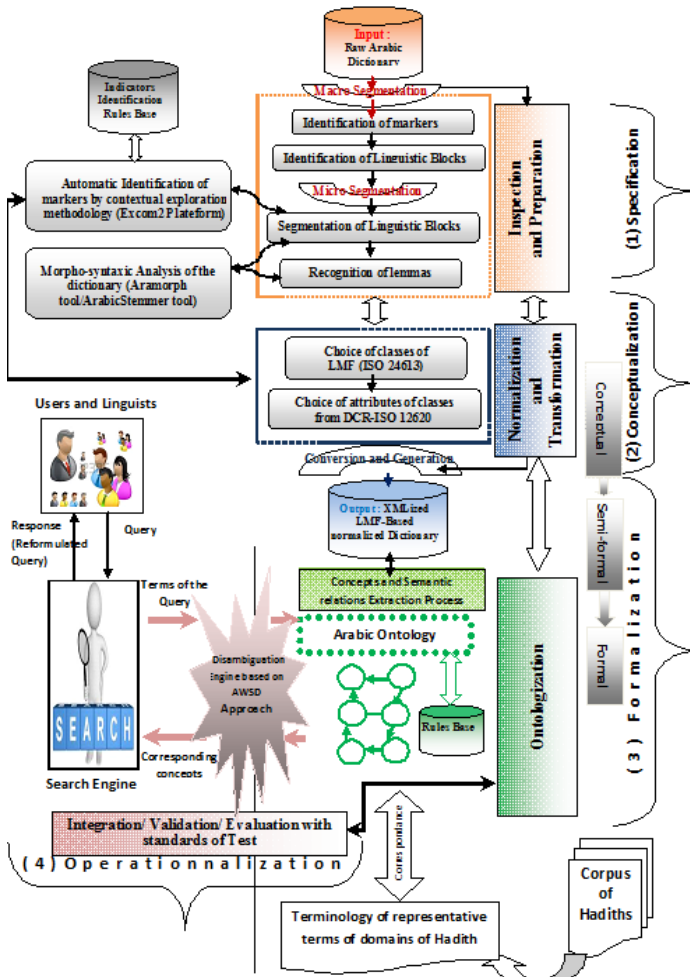 Input :
Raw Arabic
Dictionary
Macro Segmentation
Indicators
Identification
Rules Base
Identification of markers
Identification of Linguistic Blocks
Micro Segmentation
Segmentation of Linguistic Blocks
Recognition of lemmas
Automatic Identification of
markers by contextual exploration
methodology (Excom2 Plateform)
Morpho-syntaxic Analysis of the
dictionary (Aramorph
tool/ArabicStemmer tool)
Inspection
and Preparation
(1) Specification
Choice of classes of
LMF (ISO 24613)
Choice of attributes of classes
from DCR-ISO 12620
Normalization
and
Transformation
(2) Conceptualization
Conceptual
Semi-formal
Formal
Conversion and Generation
Output : XMLized
LMF-Based
normalized Dictionary
Users and Linguists
Response
(Reformulated
Query)
Query
Terms of the
Query
Concepts and Semantic
relations Extraction Process
Arabic Ontology
Disambiguation
Engine based on
AWSD
Approach
Rules Base
Ontologization
(3) Formalization
SEARCH
Corresponding
concepts
Search Engine
Integration/ Validation/ Evaluation with
standards of Test
(4) Operationnalization
Correspondance
Corpus
of
Hadiths
Terminology of representative
terms of domains of Hadith